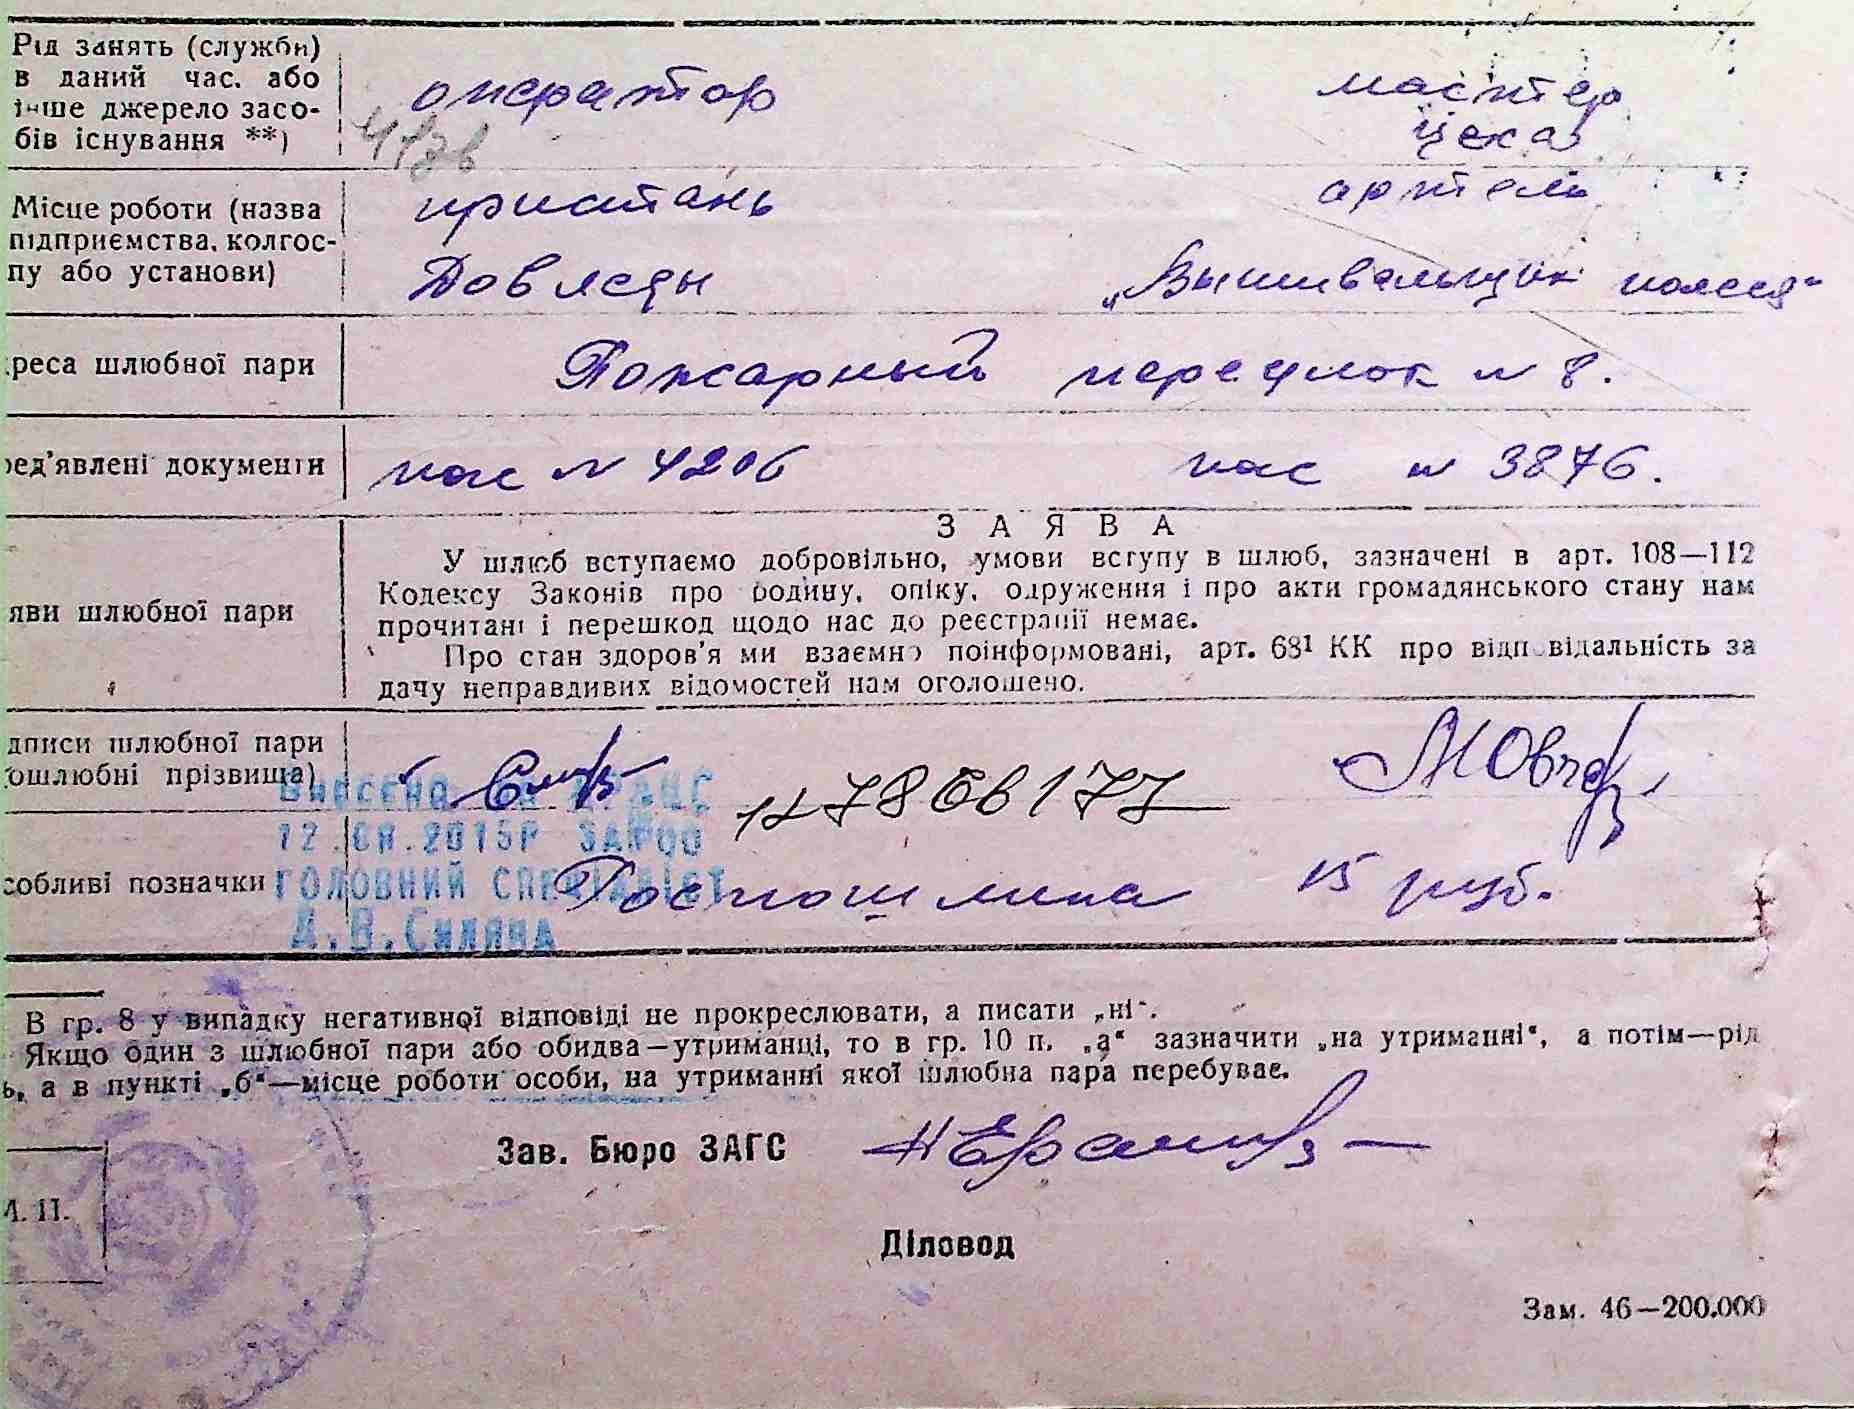 Рід занять (служби)
в даний час. або
інше джерело засо-
бів існування **)
оператор
мастер
цеха
Місце роботи (назва
підприємства, колгос-
пу або установи)
пристань
Довляды
артель
„Вышивальщик полесся"
реса шлюбної пари
Пожарный переулок № 8.
ред'явлені документи
пас № 4206
пас № 3876.
яви шлюбної пари
ЗАЯВА
У шлюб вступаємо добровільно, умови вступу в шлюб, зазначені в арт. 108—112
Кодексу Законів про родину, опіку, одруження і про акти громадянського стану нам
прочитані і перешкод щодо нас до реєстрації немає.
Про стан здоров'я ми взаємно поінформовані, арт. 68¹ КК про відповідальність за
дачу неправдивих відомостей нам оголошено.
дписи шлюбної пари
ошлюбні прізвища)
Внесено
12. 2015Р
ГОЛОВНИЙ СПЕЦІАЛІСТ
Д.В.Силяна
собливі позначки
Госпошлина 15 руб.
В гр. 8 у випадку негативної відповіді не прокреслювати, а писати „ні".
Якщо один з шлюбної пари або обидва—утриманці, то в гр. 10 п. „а" зазначити „на утриманні", а потім—рід
ь, а в пункті „б"—місце роботи особи, на утриманні якої шлюбна пара перебуває.
Зав. Бюро ЗАГС
М. П.
Діловод
Зам. 46—200.000